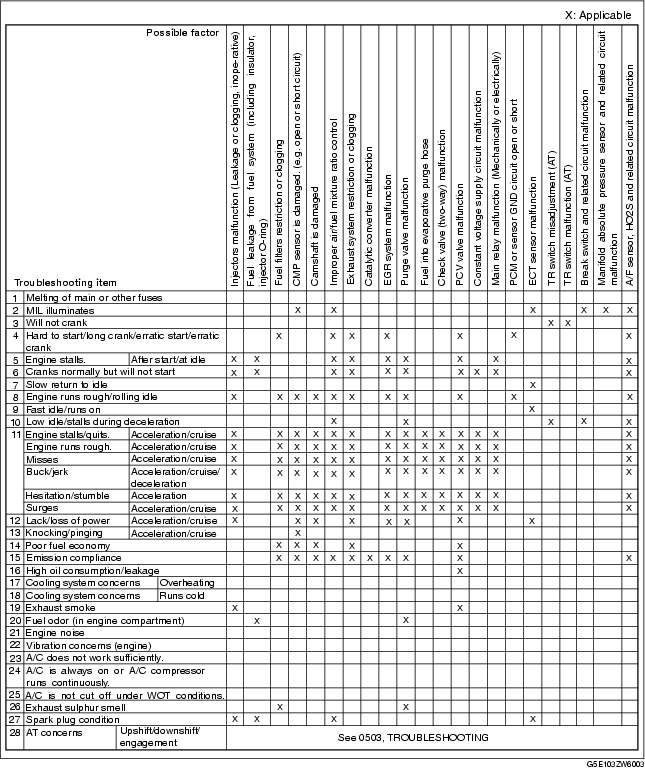 X: Applicable
Possible factor
Injectors malfunction (Leakage or clogging, inope-rative)
Fuel leakage from fuel system (including insulator, injector O-ring)
Fuel filters restriction or clogging
CMP sensor is damaged. (e.g. open or short circuit)
Camshaft is damaged
Improper air/fuel mixture ratio control
Exhaust system restriction or clogging
Catalytic converter malfunction
EGR system malfunction
Purge valve malfunction
Fuel into evaporative purge hose
Check valve (two-way) malfunction
PCV valve malfunction
Constant voltage supply circuit malfunction
Main relay malfunction (Mechanically or electrically)
PCM or sensor GND circuit open or short
ECT sensor malfunction
TR switch misadjustment (AT)
TR switch malfunction (AT)
Break switch and related circuit malfunction
Manifold absolute pressure sensor and related circuit malfunction
A/F sensor, HO2S and related circuit malfunction
Troubleshooting item
1 Melting of main or other fuses
2 MIL illuminates X X X X X X
3 Will not crank X X
4 Hard to start/long crank/erratic start/erratic X X X X X X X
crank
5 Engine stalls. After start/at idle X X X X X X X X X
6 Cranks normally but will not start X X X X X X X X X X
7 Slow return to idle X
8 Engine runs rough/rolling idle X X X X X X X X X X X
9 Fast idle/runs on X
10 Low idle/stalls during deceleration X X X X X
11 Engine stalls/quits. Acceleration/cruise X X X X X X X X X X X X X X
Engine runs rough. Acceleration/cruise X X X X X X X X X X X X X X
Misses Acceleration/cruise X X X X X X X X X X X X X X
Buck/jerk Acceleration/cruise/ X X X X X X X X X X X X X X
deceleration
Hesitation/stumble Acceleration X X X X X X X X X X X X X X
Surges Acceleration/cruise X X X X X X X X X X X X X X
12 Lack/loss of power Acceleration/cruise X X X X X X X X
13 Knocking/pinging Acceleration/cruise X
14 Poor fuel economy X X X X X
15 Emission compliance X X X X X X X X X X
16 High oil consumption/leakage X
17 Cooling system concerns Overheating
18 Cooling system concerns Runs cold
19 Exhaust smoke X X
20 Fuel odor (in engine compartment) X X
21 Engine noise
22 Vibration concerns (engine)
23 A/C does not work sufficiently.
24 A/C is always on or A/C compressor
runs continuously.
25 A/C is not cut off under WOT conditions.
26 Exhaust sulphur smell X X
27 Spark plug condition X X X X
28 AT concerns Upshift/downshift/
engagement
See 0503, TROUBLESHOOTING
G5E103ZW6003